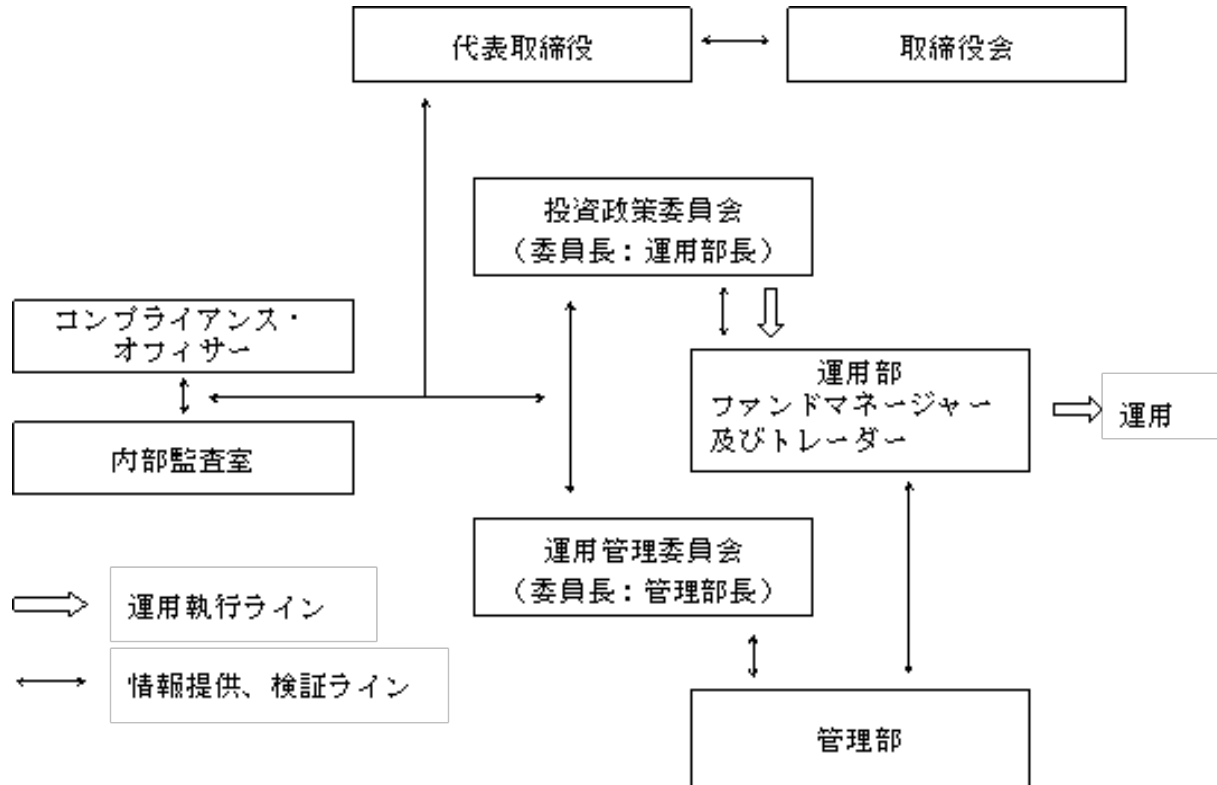 代表取締役
取締役会
投資政策委員会
（委員長：運用部長）
コンプライアンス・
オフィサー
内部監査室
運用部
ファンドマネージャー
及びトレーダー
運用
運用管理委員会
（委員長：管理部長）
運用執行ライン
情報提供、検証ライン
管理部